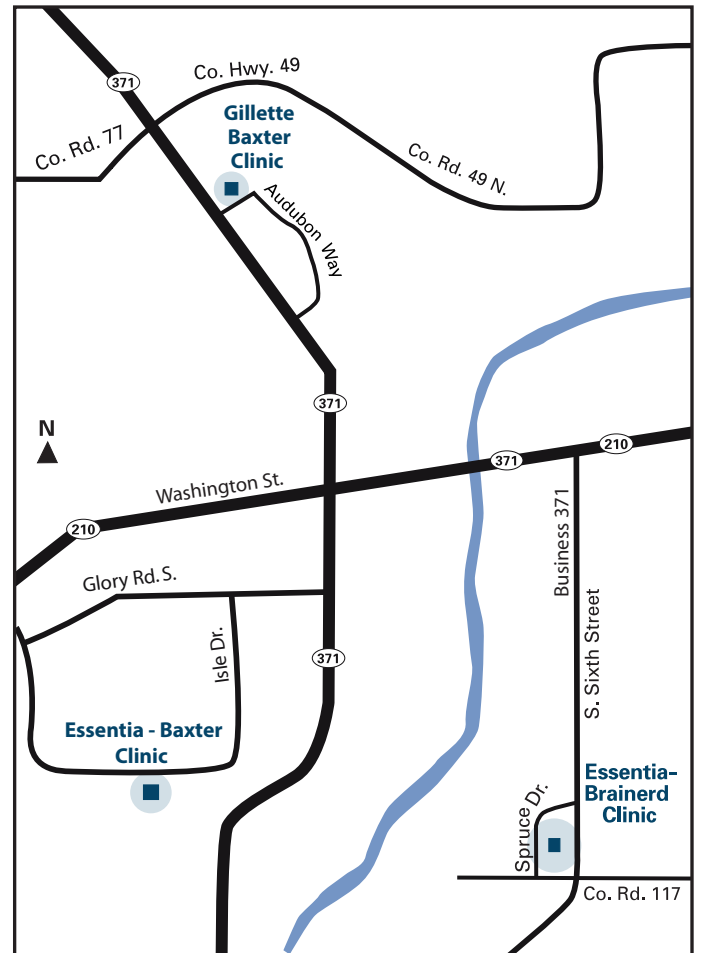 371
Co. Hwy. 49
Co. Rd. 77
Gillette
Baxter
Clinic
Co. Rd. 49 N.
Audubon Way
371
N
210
371
Washington St.
210
Business 371
Glory Rd. S.
Isle Dr.
S. Sixth Street
371
Essentia - Baxter
Clinic
Essentia-
Brainerd
Clinic
Spruce Dr.
Co. Rd. 117